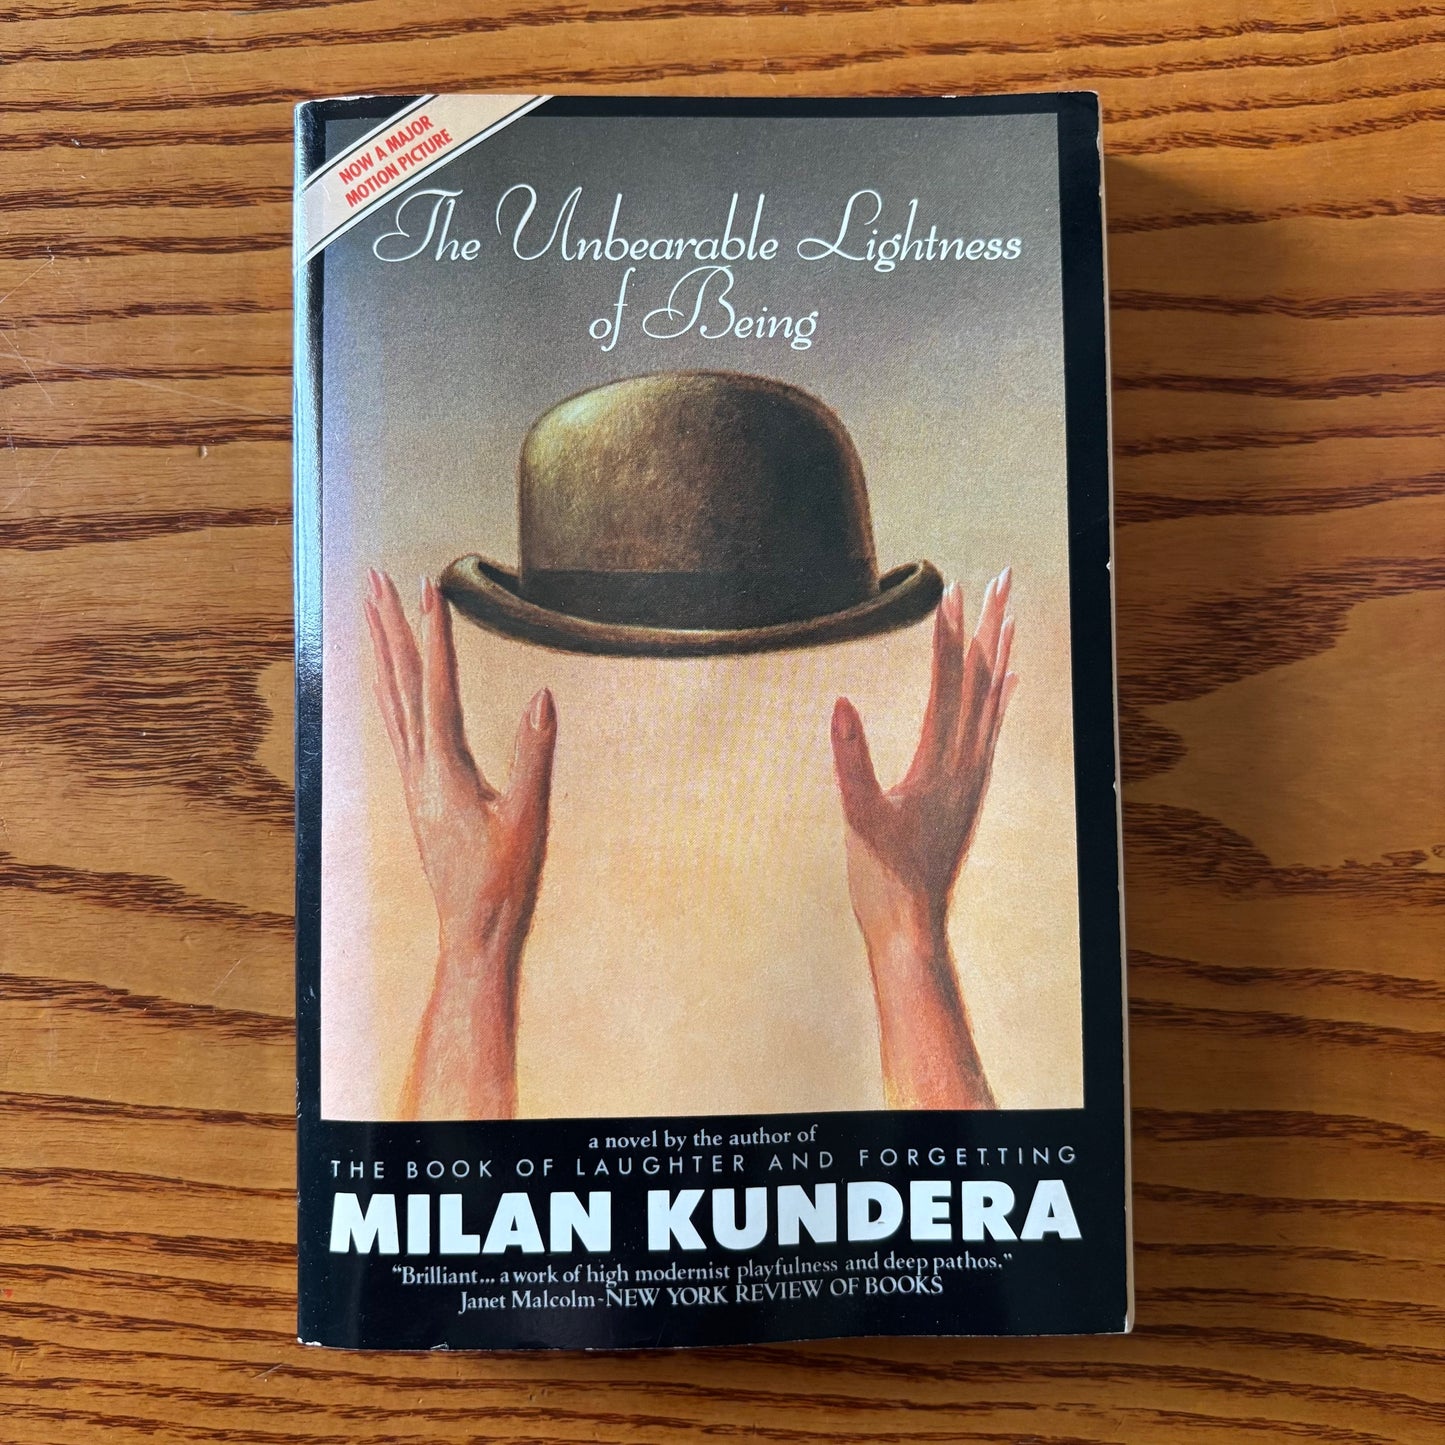 NOW A MAJOR
MOTION PICTURE
The Unbearable Lightness
of Being
a novel by the author of
THE BOOK OF LAUGHTER AND FORGETTING
MILAN KUNDERA
“Brilliant... a work of high modernist playfulness and deep pathos.”
Janet Malcolm-NEW YORK REVIEW OF BOOKS